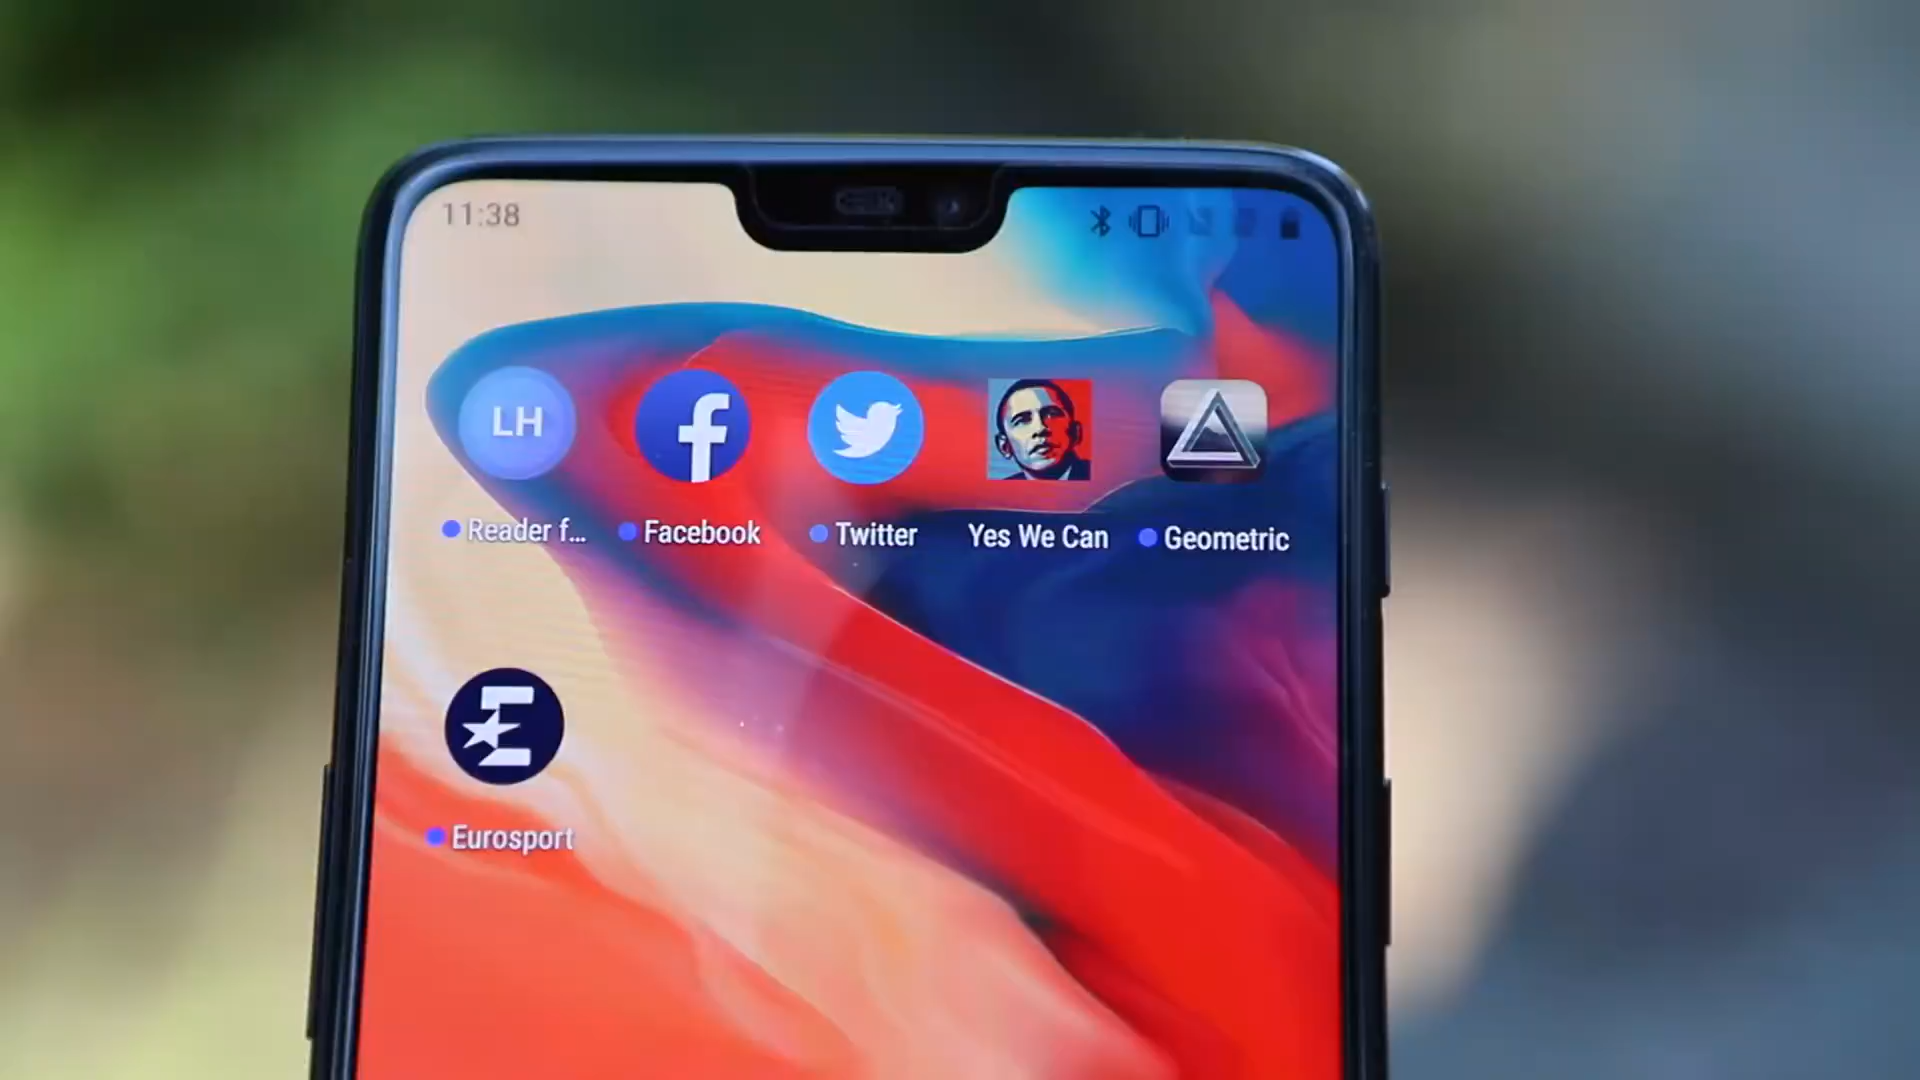 11:38
LH
Reader f...
Facebook
Twitter
Yes We Can
Geometric
Eurosport